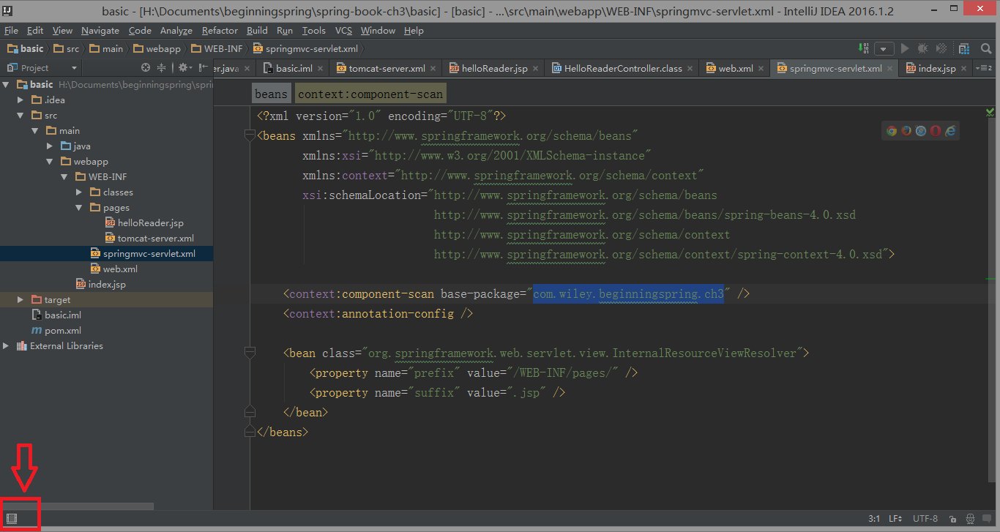 basic - [H:\Documents\beginningspring\spring-book-ch3\basic] - [basic] - ...\src\main\webapp\WEB-INF\springmvc-servlet.xml - IntelliJ IDEA 2016.1.2
File Edit View Navigate Code Analyze Refactor Build Run Tools VCS Window Help
basic src main webapp WEB-INF springmvc-servlet.xml
Project
er.java basic.iml tomcat-server.xml helloReader.jsp HelloReaderController.class web.xml springmvc-servlet.xml index.jsp
basic H:\Documents\beginningspring\spri
.idea
src
main
java
webapp
WEB-INF
classes
pages
helloReader.jsp
tomcat-server.xml
springmvc-servlet.xml
web.xml
index.jsp
target
basic.iml
pom.xml
External Libraries
beans context:component-scan
<?xml version="1.0" encoding="UTF-8"?>
<beans xmlns="http://www.springframework.org/schema/beans"
xmlns:xsi="http://www.w3.org/2001/XMLSchema-instance"
xmlns:context="http://www.springframework.org/schema/context"
xsi:schemaLocation="http://www.springframework.org/schema/beans
http://www.springframework.org/schema/beans/spring-beans-4.0.xsd
http://www.springframework.org/schema/context
http://www.springframework.org/schema/context/spring-context-4.0.xsd">
<context:component-scan base-package="com.wiley.beginningspring.ch3" />
<context:annotation-config />
<bean class="org.springframework.web.servlet.view.InternalResourceViewResolver">
<property name="prefix" value="/WEB-INF/pages/" />
<property name="suffix" value=".jsp" />
</bean>
</beans>
3:1 LF UTF-8